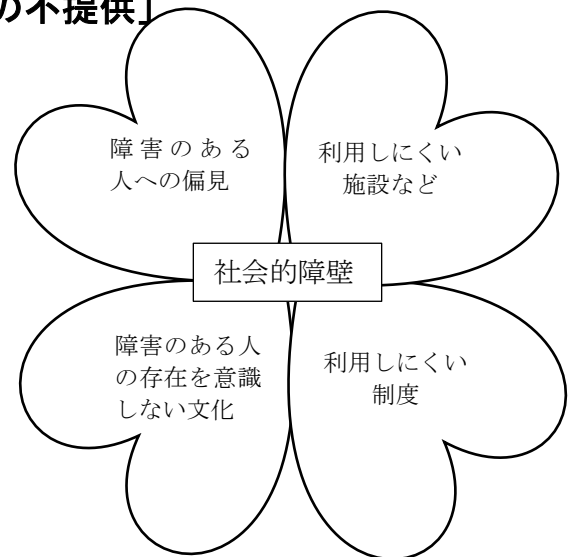 の不提供」
障害のある
人への偏見
利用しにくい
施設など
社会的障壁
障害のある人
の存在を意識
しない文化
利用しにくい
制度